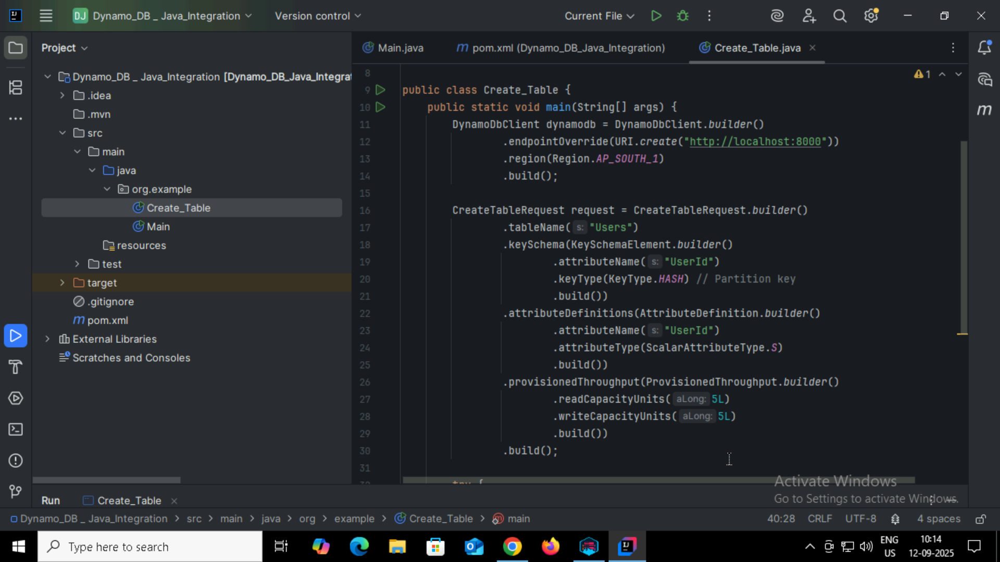 DJ Dynamo_DB _ Java_Integration Version control Current File
Project
Main.java m pom.xml (Dynamo_DB_Java_Integration) Create_Table.java
Dynamo_DB _ Java_Integration [Dynamo_DB_Java_Integra
.idea
.mvn
src
main
java
org.example
Create_Table
Main
resources
test
target
.gitignore
m pom.xml
External Libraries
Scratches and Consoles
8
1
9 public class Create_Table {
10 public static void main(String[] args) {
11 DynamoDbClient dynamodb = DynamoDbClient.builder()
12 .endpointOverride(URI.create("http://localhost:8000"))
13 .region(Region.AP_SOUTH_1)
14 .build();
15
16 CreateTableRequest request = CreateTableRequest.builder()
17 .tableName( s: "Users")
18 .keySchema(KeySchemaElement.builder()
19 .attributeName( s: "UserId")
20 .keyType(KeyType.HASH) // Partition key
21 .build())
22 .attributeDefinitions(AttributeDefinition.builder()
23 .attributeName( s: "UserId")
24 .attributeType(ScalarAttributeType.S)
25 .build())
26 .provisionedThroughput(ProvisionedThroughput.builder()
27 .readCapacityUnits( aLong: 5L)
28 .writeCapacityUnits( aLong: 5L)
29 .build())
30 .build();
31
try {
m
Activate Windows
Go to Settings to activate Windows.
Run Create_Table
Dynamo_DB _ Java_Integration > src > main > java > org > example > Create_Table > m main 40:28 CRLF UTF-8 4 spaces
Type here to search
ENG
US
10:14
12-09-2025